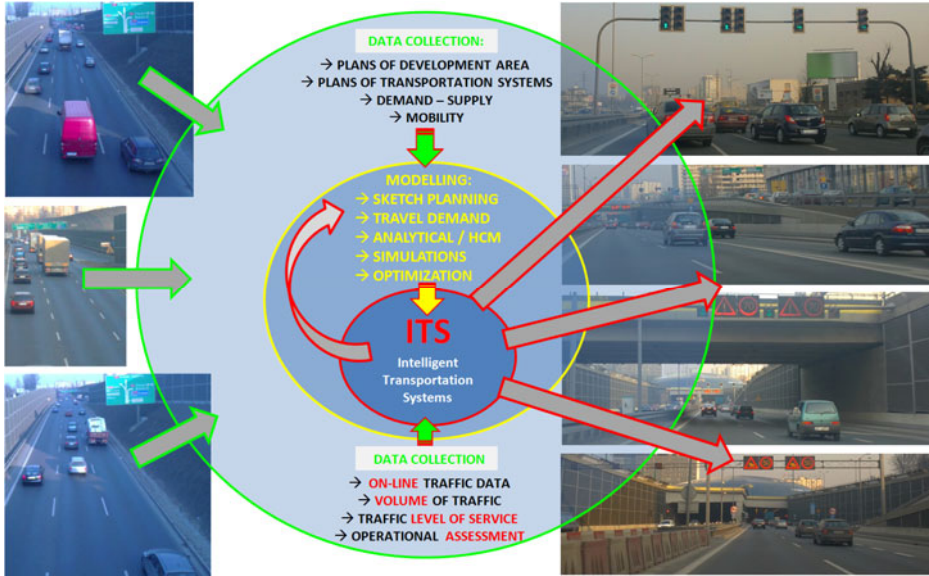 DATA COLLECTION:
→ PLANS OF DEVELOPMENT AREA
→ PLANS OF TRANSPORTATION SYSTEMS
→ DEMAND – SUPPLY
→ MOBILITY
MODELLING:
→ SKETCH PLANNING
→ TRAVEL DEMAND
→ ANALYTICAL / HCM
→ SIMULATIONS
→ OPTIMIZATION
ITS
Intelligent
Transportation
Systems
DATA COLLECTION
→ ON-LINE TRAFFIC DATA
→ VOLUME OF TRAFFIC
→ TRAFFIC LEVEL OF SERVICE
→ OPERATIONAL ASSESSMENT